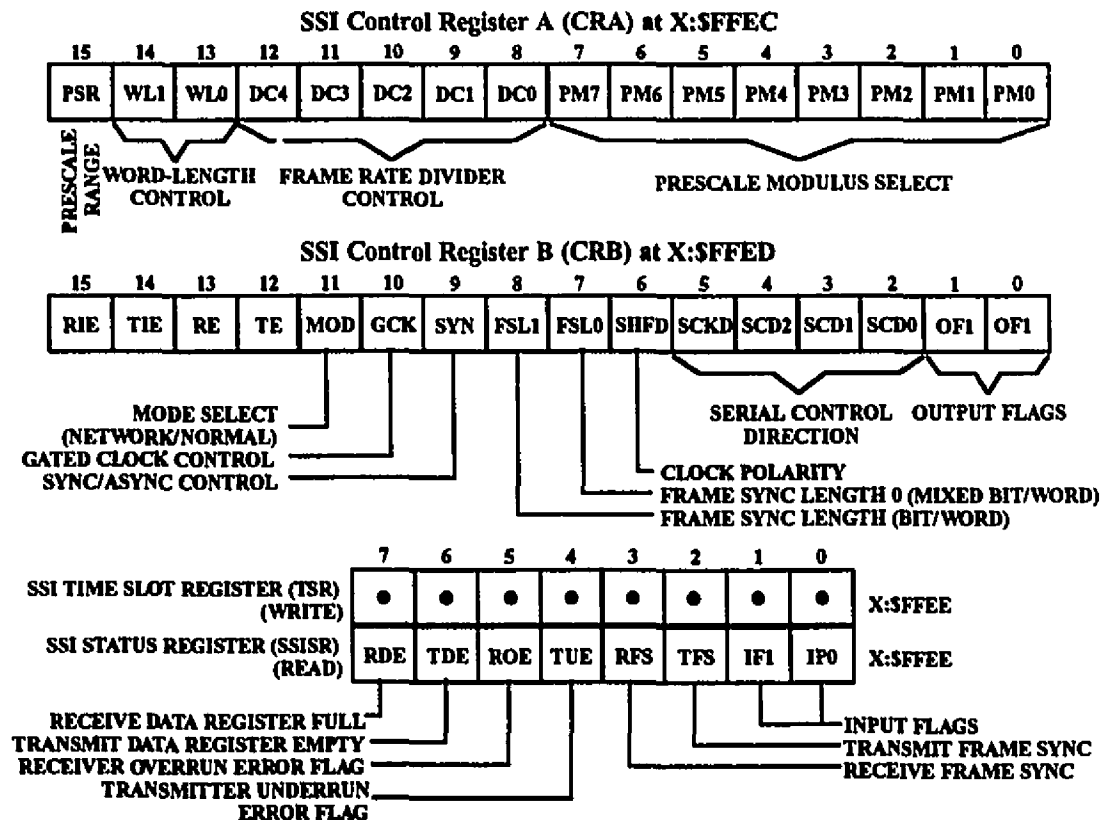 SSI Control Register A (CRA) at X:$FFEC
15 14 13 12 11 10 9 8 7 6 5 4 3 2 1 0
PSR WL1 WL0 DC4 DC3 DC2 DC1 DC0 PM7 PM6 PM5 PM4 PM3 PM2 PM1 PM0
PRESCALE
RANGE
WORD-LENGTH
CONTROL
FRAME RATE DIVIDER
CONTROL
PRESCALE MODULUS SELECT
SSI Control Register B (CRB) at X:$FFED
15 14 13 12 11 10 9 8 7 6 5 4 3 2 1 0
RIE TIE RE TE MOD GCK SYN FSL1 FSL0 SHFD SCKD SCD2 SCD1 SCD0 OF1 OF1
MODE SELECT
(NETWORK/NORMAL)
GATED CLOCK CONTROL
SYNC/ASYNC CONTROL
SERIAL CONTROL
DIRECTION
OUTPUT FLAGS
CLOCK POLARITY
FRAME SYNC LENGTH 0 (MIXED BIT/WORD)
FRAME SYNC LENGTH (BIT/WORD)
7 6 5 4 3 2 1 0
SSI TIME SLOT REGISTER (TSR)
(WRITE)
X:$FFEE
SSI STATUS REGISTER (SSISR)
(READ)
RDE TDE ROE TUE RFS TFS IF1 IP0
X:$FFEE
RECEIVE DATA REGISTER FULL
TRANSMIT DATA REGISTER EMPTY
RECEIVER OVERRUN ERROR FLAG
TRANSMITTER UNDERRUN
ERROR FLAG
INPUT FLAGS
TRANSMIT FRAME SYNC
RECEIVE FRAME SYNC